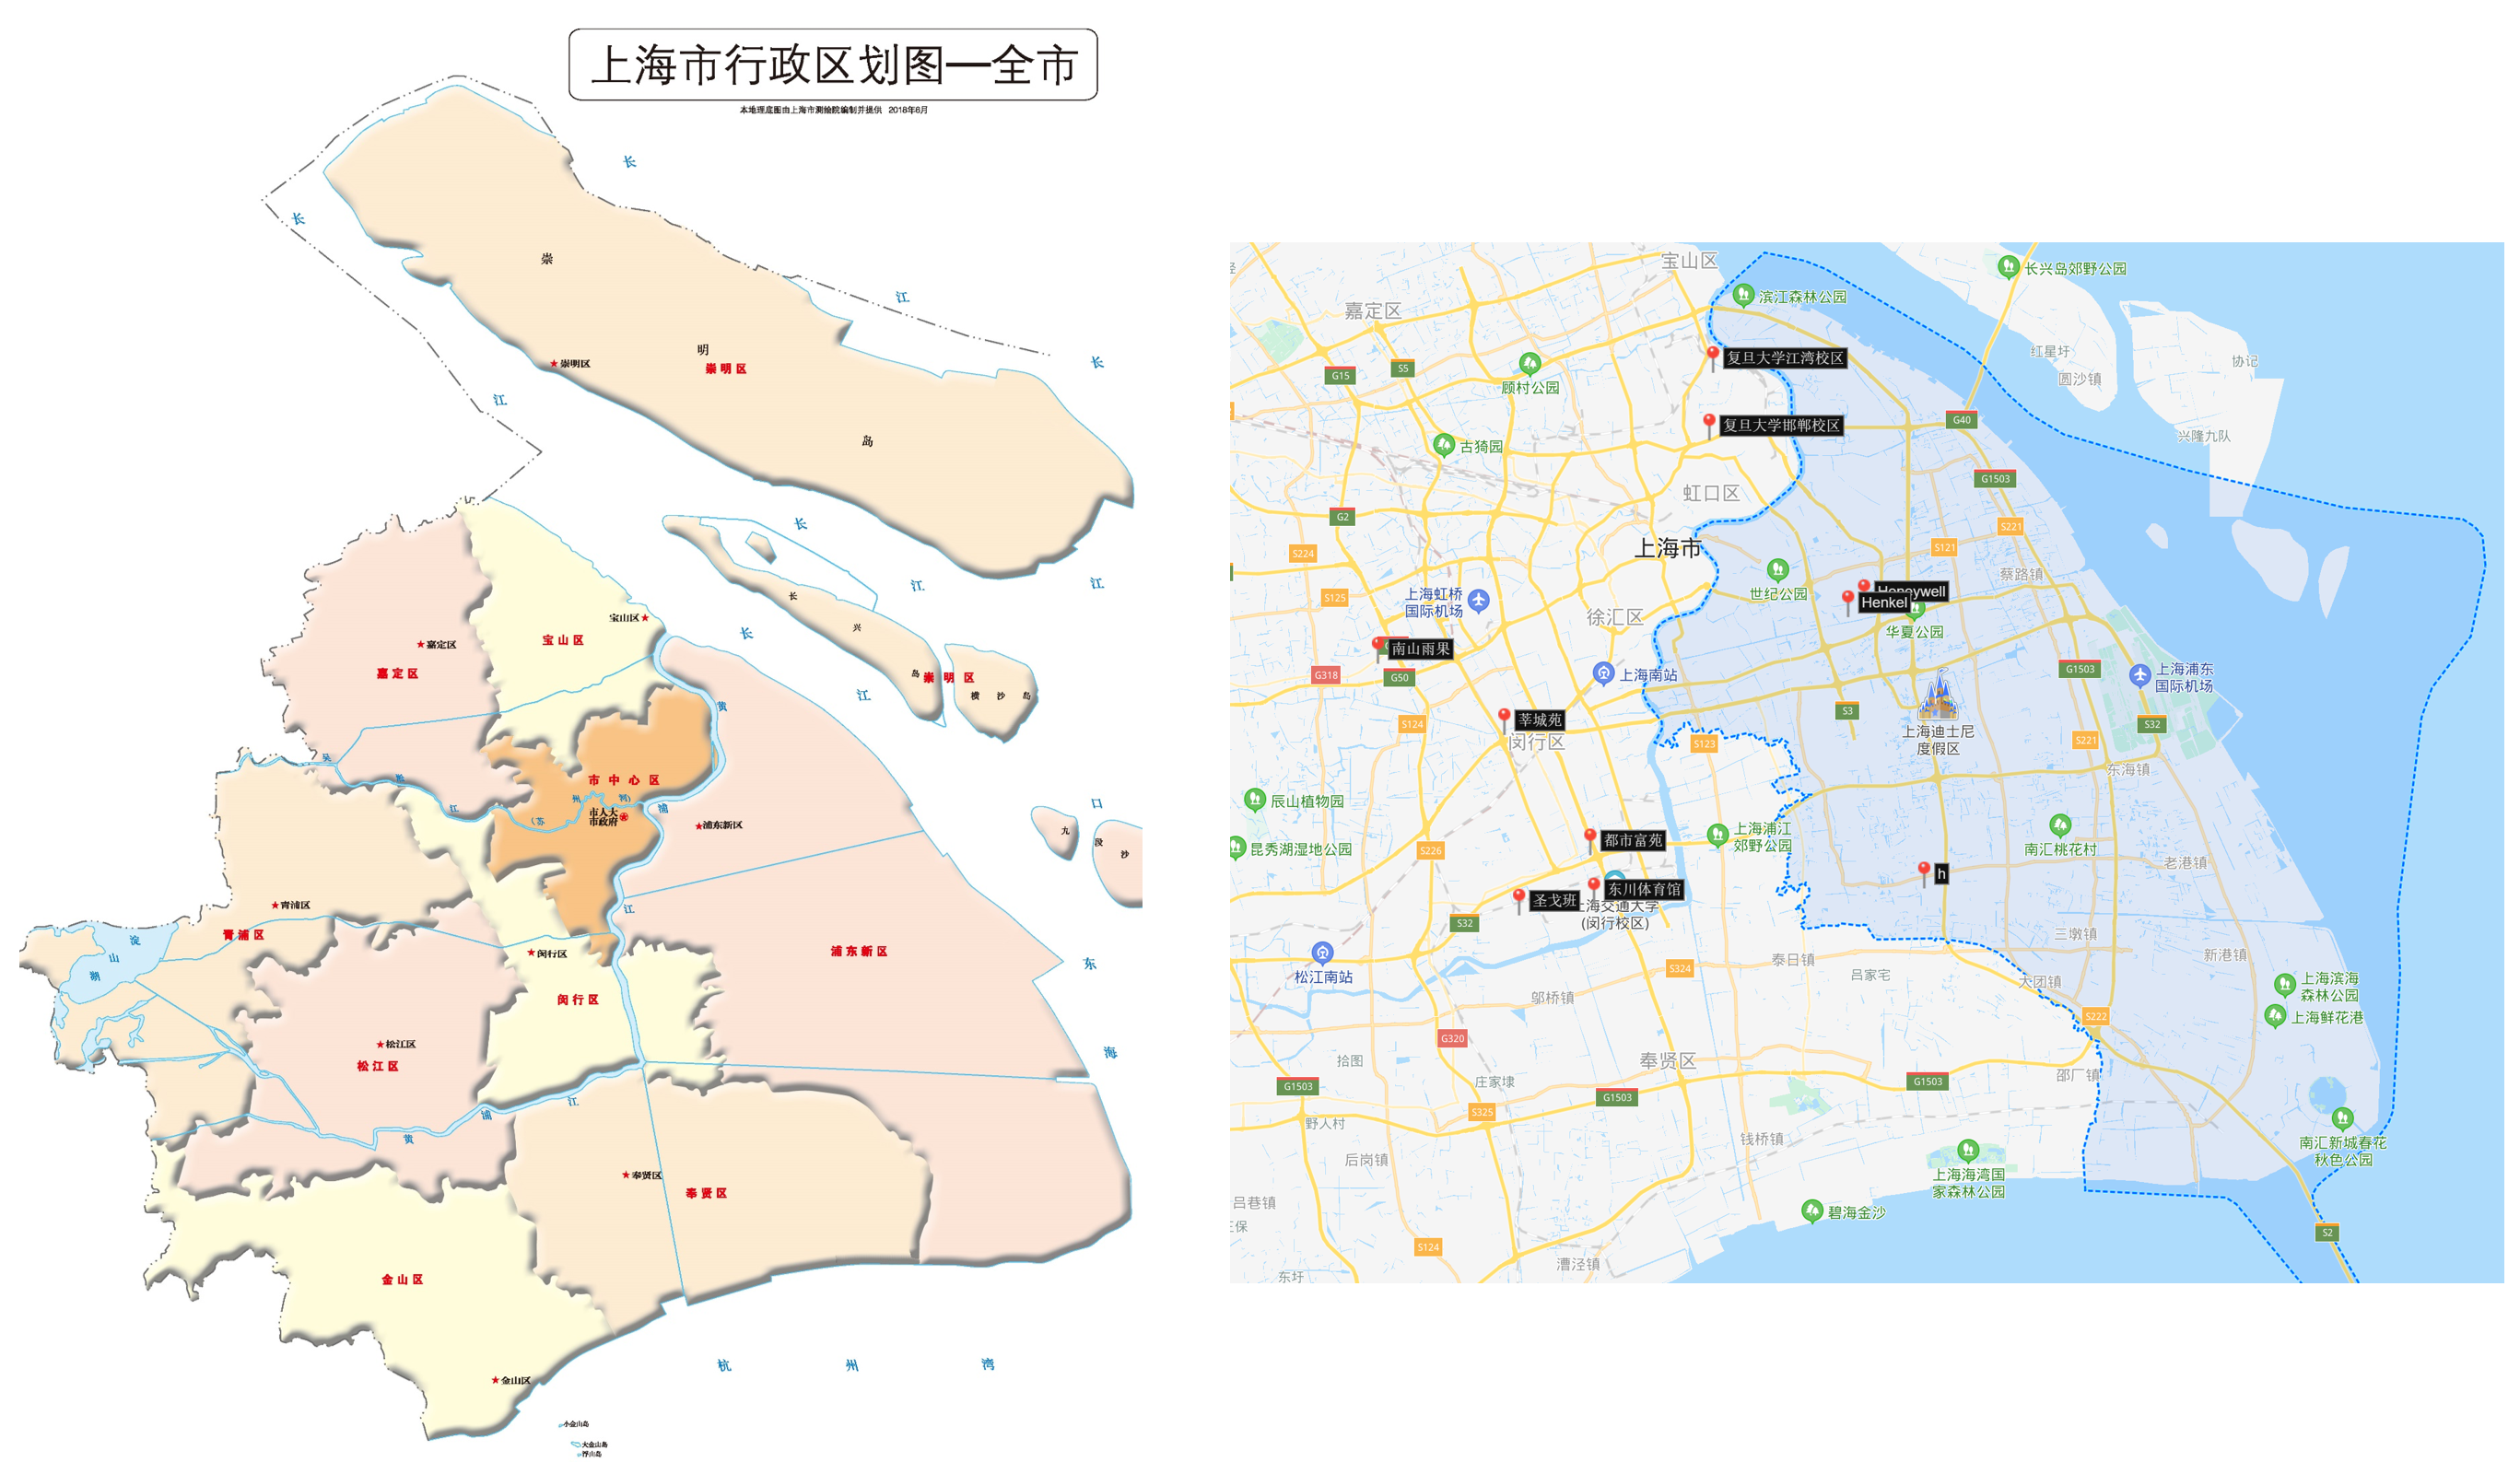 上海市行政区划图—全市
本地理底图由上海市测绘院编制并提供 2018年6月
长
长
江
长
江
崇
明
岛
崇明区
崇明区
长
江
江
长
江
长
兴
岛
崇明区
横沙岛
宝山区
宝山区
嘉定区
嘉定区
黄
浦
江
吴
淞
江
市中心区
(苏
州
河)
市人大
市政府
浦东新区
浦东新区
九
段
沙
口
东
海
青浦区
青浦区
淀
山
湖
闵行区
闵行区
松江区
松江区
黄
浦
江
奉贤区
奉贤区
金山区
金山区
杭
州
湾
小金山岛
大金山岛
浮山岛
宝山区
滨江森林公园
长兴岛郊野公园
嘉定区
红星圩
协记
圆沙镇
复旦大学江湾校区
S5
G15
顾村公园
复旦大学邯郸校区
G40
兴隆九队
古猗园
G1503
虹口区
G2
S221
上海市
S121
S224
世纪公园
蔡路镇
上海虹桥
国际机场
S125
Honeywell
Henkel
徐汇区
华夏公园
南山雨果
G318
G50
上海南站
G1503
上海浦东
国际机场
莘城苑
S124
闵行区
S3
S123
上海迪士尼
度假区
S32
S221
东海镇
辰山植物园
昆秀湖湿地公园
S226
都市富苑
上海浦江
郊野公园
南汇桃花村
老港镇
h
东川体育馆
圣戈班
上海交通大学
(闵行校区)
S32
松江南站
三墩镇
新港镇
S324
泰日镇
吕家宅
大团镇
上海滨海
森林公园
邬桥镇
S222
上海鲜花港
G320
拾图
奉贤区
G1503
庄家埭
G1503
G1503
邵厂镇
S325
野人村
钱桥镇
南汇新城春花
秋色公园
后岗镇
上海海湾国
家森林公园
吕巷镇
碧海金沙
S2
S124
漕泾镇
东圩